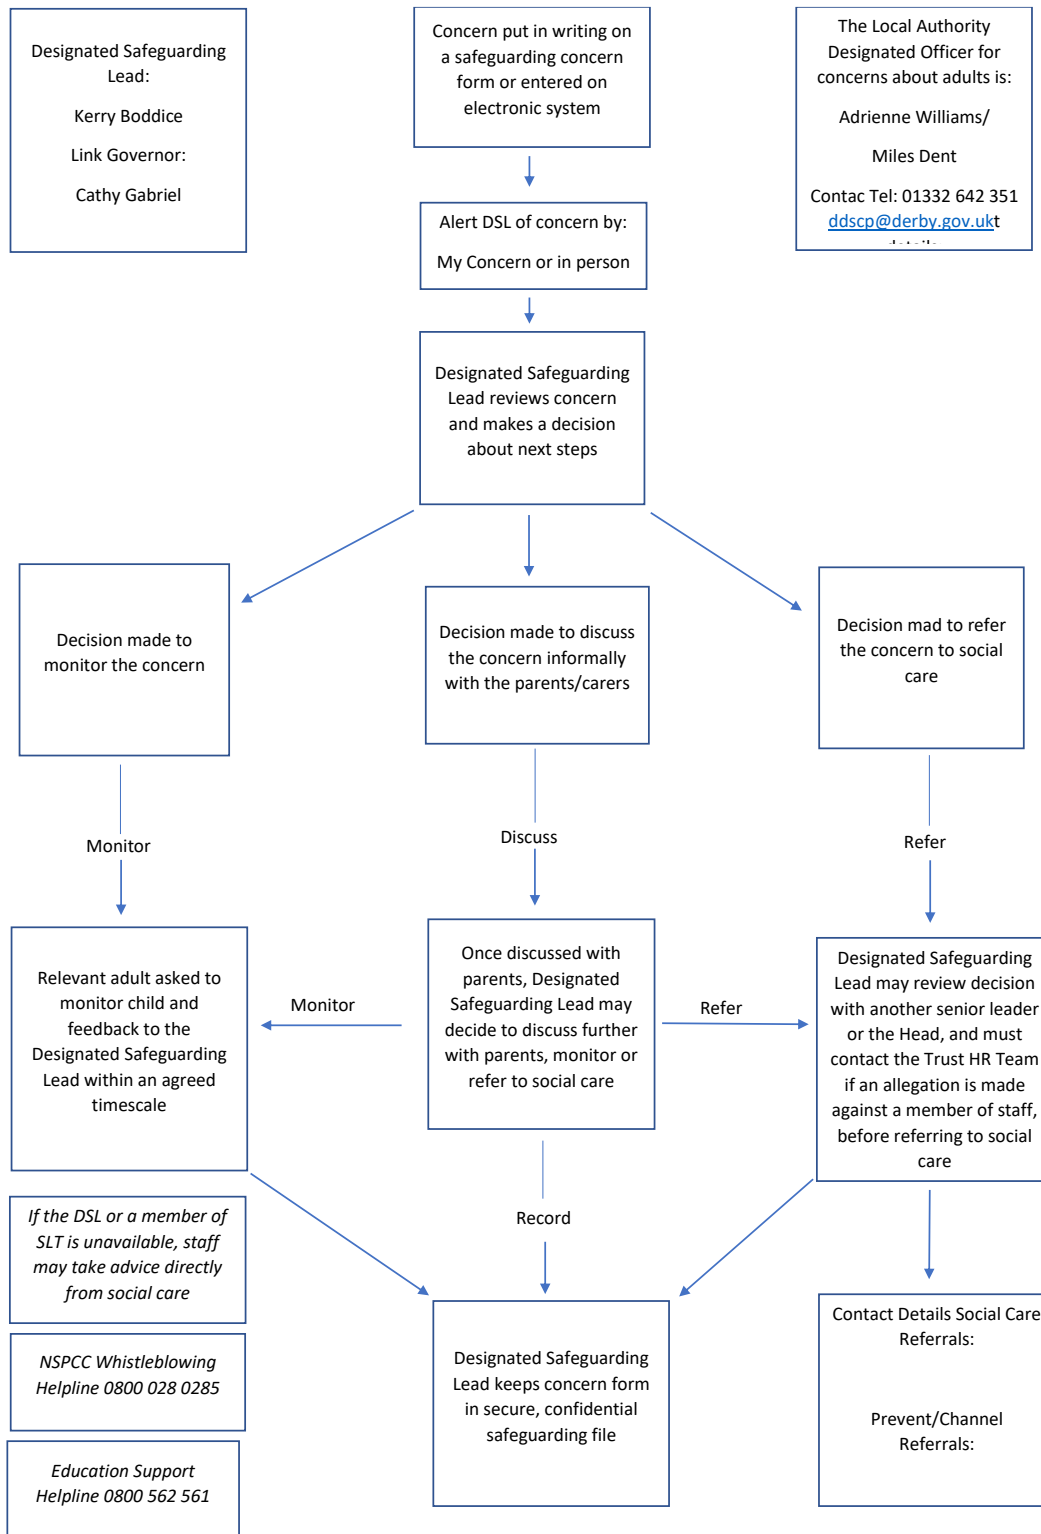 Designated Safeguarding
Lead:
Kerry Boddice
Link Governor:
Cathy Gabriel
Concern put in writing on
a safeguarding concern
form or entered on
electronic system
The Local Authority
Designated Officer for
concerns about adults is:
Adrienne Williams/
Miles Dent
Contac Tel: 01332 642 351
ddscp@derby.gov.ukt
Alert DSL of concern by:
My Concern or in person
Designated Safeguarding
Lead reviews concern
and makes a decision
about next steps
Decision made to
monitor the concern
Decision made to discuss
the concern informally
with the parents/carers
Decision mad to refer
the concern to social
care
Monitor
Discuss
Refer
Relevant adult asked to
monitor child and
feedback to the
Designated Safeguarding
Lead within an agreed
timescale
Monitor
Once discussed with
parents, Designated
Safeguarding Lead may
decide to discuss further
with parents, monitor or
refer to social care
Refer
Designated Safeguarding
Lead may review decision
with another senior leader
or the Head, and must
contact the Trust HR Team
if an allegation is made
against a member of staff,
before referring to social
care
If the DSL or a member of
SLT is unavailable, staff
may take advice directly
from social care
Record
NSPCC Whistleblowing
Helpline 0800 028 0285
Education Support
Helpline 0800 562 561
Designated Safeguarding
Lead keeps concern form
in secure, confidential
safeguarding file
Contact Details Social Care
Referrals:
Prevent/Channel
Referrals: